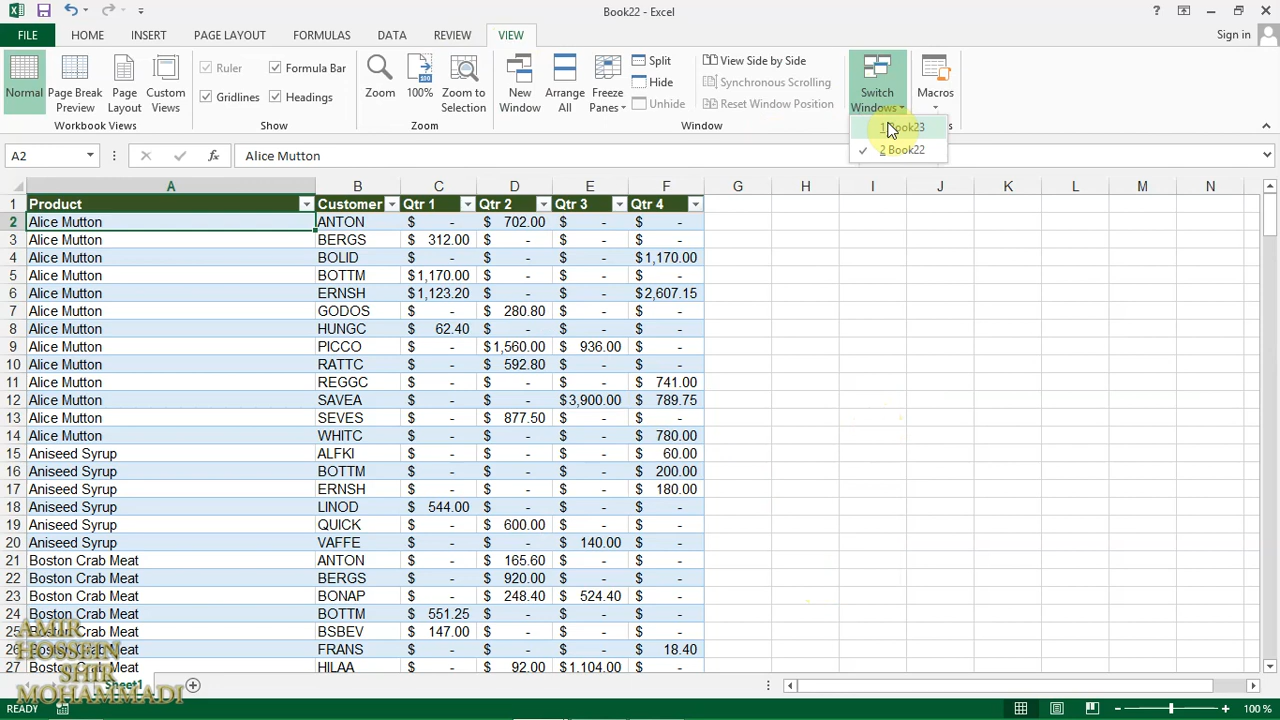 Book22 - Excel
?
FILE HOME INSERT PAGE LAYOUT FORMULAS DATA REVIEW VIEW Sign in
Normal Page Break Preview Page Layout Custom Views
Ruler Formula Bar
Gridlines Headings
Zoom 100% Zoom to Selection
New Window Arrange All Freeze Panes
Split
Hide
Unhide
View Side by Side
Synchronous Scrolling
Reset Window Position
Switch Windows Macros
Workbook Views Show Zoom Window
1 Book23
2 Book22
A2 fx Alice Mutton
A B C D E F G H I J K L M N
1 Product Customer Qtr 1 Qtr 2 Qtr 3 Qtr 4
2 Alice Mutton ANTON $ - $ 702.00 $ - $ -
3 Alice Mutton BERGS $ 312.00 $ - $ - $ -
4 Alice Mutton BOLID $ - $ - $ - $1,170.00
5 Alice Mutton BOTTM $1,170.00 $ - $ - $ -
6 Alice Mutton ERNSH $1,123.20 $ - $ - $2,607.15
7 Alice Mutton GODOS $ - $ 280.80 $ - $ -
8 Alice Mutton HUNGC $ 62.40 $ - $ - $ -
9 Alice Mutton PICCO $ - $1,560.00 $ 936.00 $ -
10 Alice Mutton RATTC $ - $ 592.80 $ - $ -
11 Alice Mutton REGGC $ - $ - $ - $ 741.00
12 Alice Mutton SAVEA $ - $ - $3,900.00 $ 789.75
13 Alice Mutton SEVES $ - $ 877.50 $ - $ -
14 Alice Mutton WHITC $ - $ - $ - $ 780.00
15 Aniseed Syrup ALFKI $ - $ - $ - $ 60.00
16 Aniseed Syrup BOTTM $ - $ - $ - $ 200.00
17 Aniseed Syrup ERNSH $ - $ - $ - $ 180.00
18 Aniseed Syrup LINOD $ 544.00 $ - $ - $ -
19 Aniseed Syrup QUICK $ - $ 600.00 $ - $ -
20 Aniseed Syrup VAFFE $ - $ - $ 140.00 $ -
21 Boston Crab Meat ANTON $ - $ 165.60 $ - $ -
22 Boston Crab Meat BERGS $ - $ 920.00 $ - $ -
23 Boston Crab Meat BONAP $ - $ 248.40 $ 524.40 $ -
24 Boston Crab Meat BOTTM $ 551.25 $ - $ - $ -
25 Boston Crab Meat BSBEV $ 147.00 $ - $ - $ -
26 Boston Crab Meat FRANS $ - $ - $ - $ 18.40
27 Boston Crab Meat HILAA $ - $ 92.00 $1,104.00 $ -
AMIR
HOSSEIN
SHIR
MOHAMMADI
Sheet1
READY 100 %